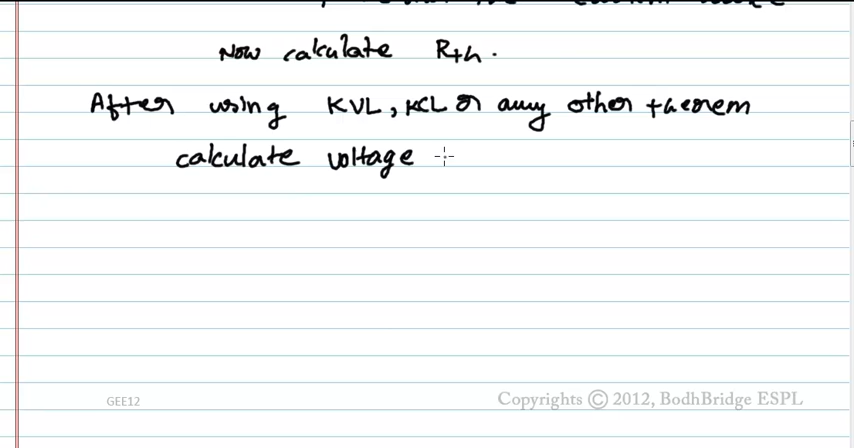 Now calculate Rth.
After using KVL, KCL or any other theorem
calculate voltage
GEE12
Copyrights © 2012, BodhBridge ESPL